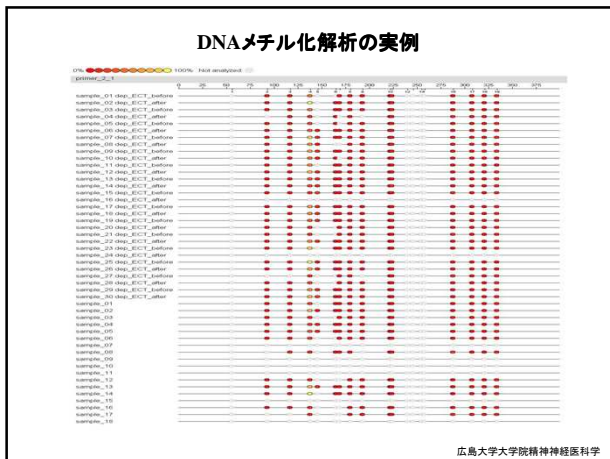 DNAメチル化解析の実例
0% 100% Not analyzed
primer_2_1
0 25 50 75 100 125 150 175 200 225 250 275 300 325 350 375
sample_01 dep_ECT_before
sample_02 dep_ECT_after
sample_03 dep_ECT_before
sample_04 dep_ECT_after
sample_05 dep_ECT_before
sample_06 dep_ECT_after
sample_07 dep_ECT_before
sample_08 dep_ECT_after
sample_09 dep_ECT_before
sample_10 dep_ECT_after
sample_11 dep_ECT_before
sample_12 dep_ECT_after
sample_13 dep_ECT_before
sample_14 dep_ECT_after
sample_15 dep_ECT_before
sample_16 dep_ECT_after
sample_17 dep_ECT_before
sample_18 dep_ECT_after
sample_19 dep_ECT_before
sample_20 dep_ECT_after
sample_21 dep_ECT_before
sample_22 dep_ECT_after
sample_23 dep_ECT_before
sample_24 dep_ECT_after
sample_25 dep_ECT_before
sample_26 dep_ECT_after
sample_27 dep_ECT_before
sample_28 dep_ECT_after
sample_29 dep_ECT_before
sample_30 dep_ECT_after
sample_01
sample_02
sample_03
sample_04
sample_05
sample_06
sample_07
sample_08
sample_09
sample_10
sample_11
sample_12
sample_13
sample_14
sample_15
sample_16
sample_17
sample_18
広島大学大学院精神神経医科学